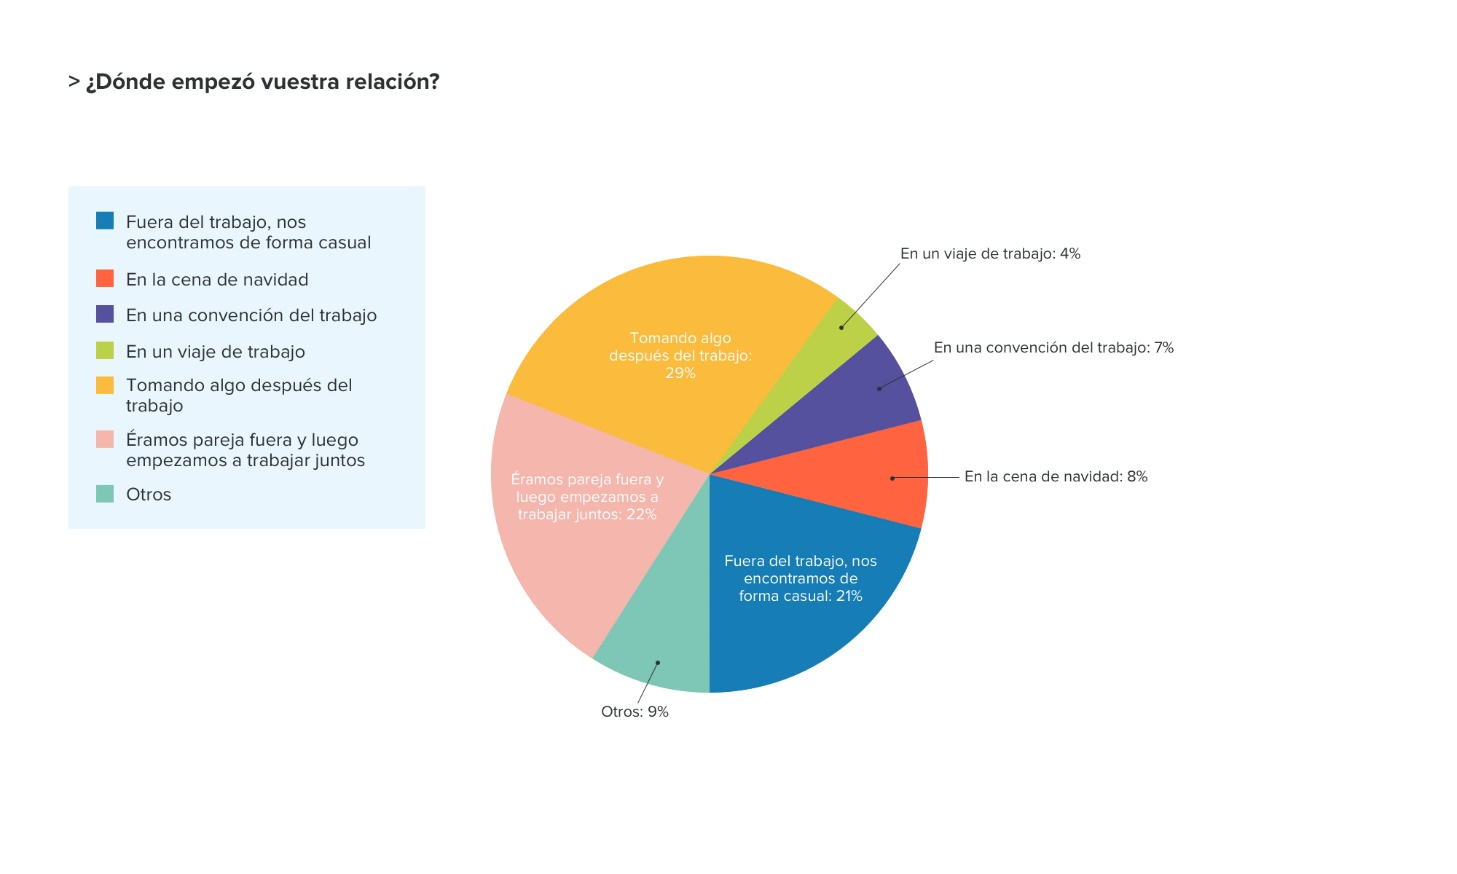 > ¿Dónde empezó vuestra relación?
Fuera del trabajo, nos
encontramos de forma casual
En la cena de navidad
En una convención del trabajo
En un viaje de trabajo
Tomando algo después del
trabajo
Éramos pareja fuera y luego
empezamos a trabajar juntos
Otros
En un viaje de trabajo: 4%
Tomando algo
después del trabajo:
29%
En una convención del trabajo: 7%
Éramos pareja fuera y
luego empezamos a
trabajar juntos: 22%
En la cena de navidad: 8%
Fuera del trabajo, nos
encontramos de
forma casual: 21%
Otros: 9%